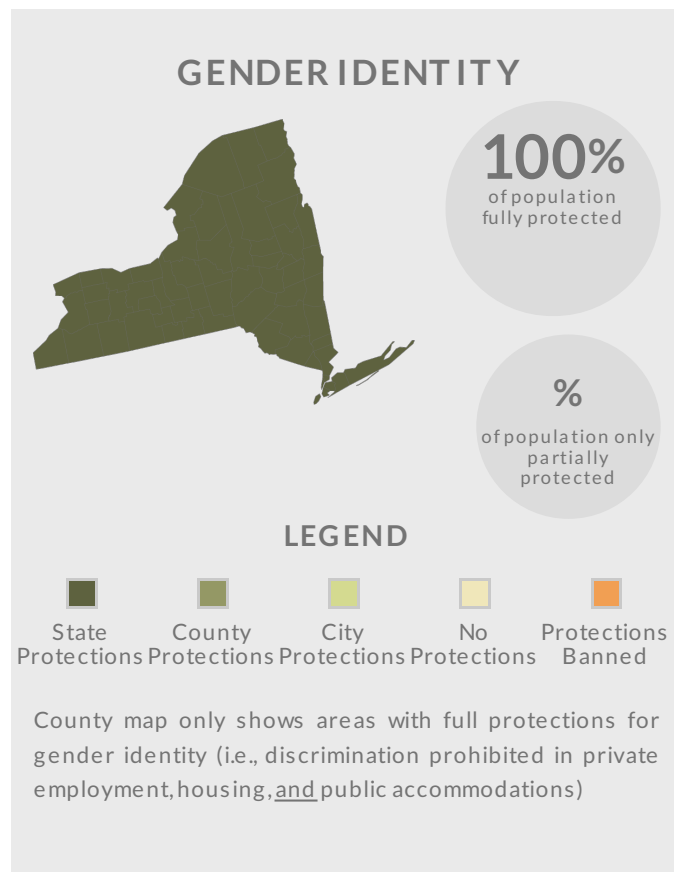 GENDER IDENTITY
100%
of population
fully protected
%
of population only
partially
protected
LEGEND
State
Protections
County
Protections
City
Protections
No
Protections
Protections
Banned
County map only shows areas with full protections for
gender identity (i.e., discrimination prohibited in private
employment, housing, and public accommodations)